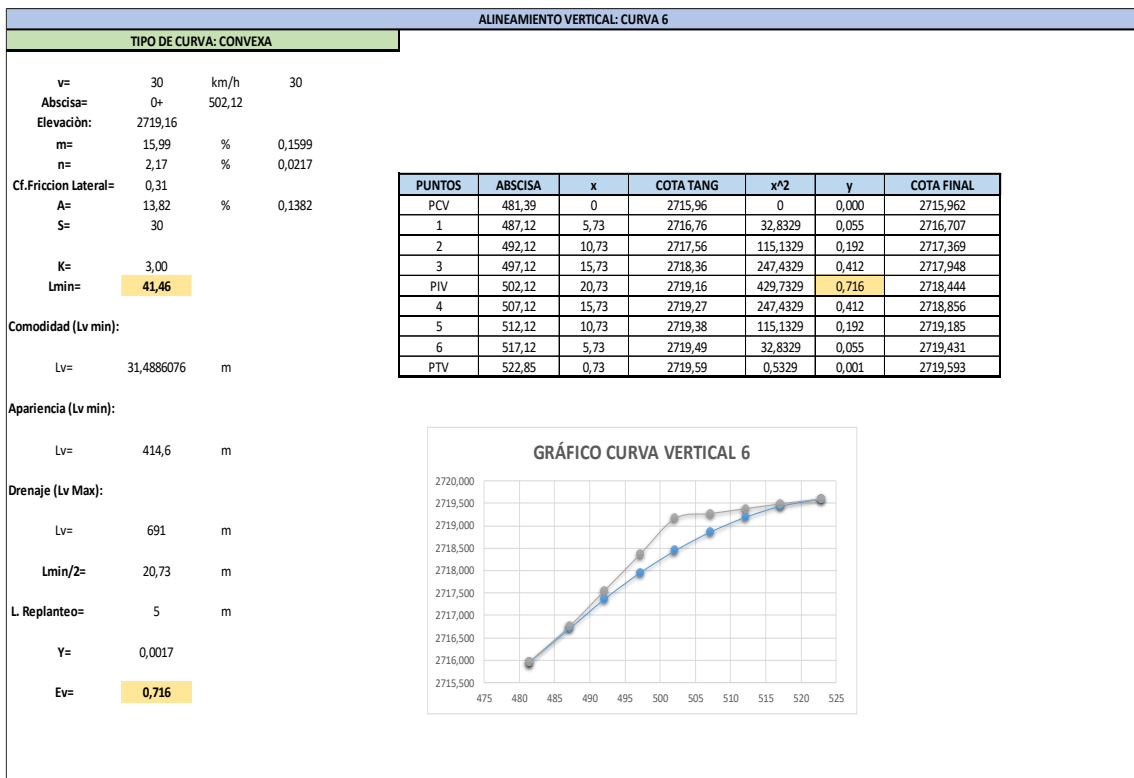 ALINEAMIENTO VERTICAL: CURVA 6
TIPO DE CURVA: CONVEXA
v= 30 km/h 30
Abscisa= 0+ 502,12
Elevaciòn: 2719,16
m= 15,99 % 0,1599
n= 2,17 % 0,0217
Cf.Friccion Lateral= 0,31
A= 13,82 % 0,1382
S= 30
K= 3,00
Lmin= 41,46
Comodidad (Lv min):
Lv= 31,4886076 m
Apariencia (Lv min):
Lv= 414,6 m
Drenaje (Lv Max):
Lv= 691 m
Lmin/2= 20,73 m
L. Replanteo= 5 m
Y= 0,0017
Ev= 0,716
PUNTOS ABSCISA x COTA TANG x^2 y COTA FINAL
PCV 481,39 0 2715,96 0 0,000 2715,962
1 487,12 5,73 2716,76 32,8329 0,055 2716,707
2 492,12 10,73 2717,56 115,1329 0,192 2717,369
3 497,12 15,73 2718,36 247,4329 0,412 2717,948
PIV 502,12 20,73 2719,16 429,7329 0,716 2718,444
4 507,12 15,73 2719,27 247,4329 0,412 2718,856
5 512,12 10,73 2719,38 115,1329 0,192 2719,185
6 517,12 5,73 2719,49 32,8329 0,055 2719,431
PTV 522,85 0,73 2719,59 0,5329 0,001 2719,593
GRÁFICO CURVA VERTICAL 6
2720,000
2719,500
2719,000
2718,500
2718,000
2717,500
2717,000
2716,500
2716,000
2715,500
475 480 485 490 495 500 505 510 515 520 525